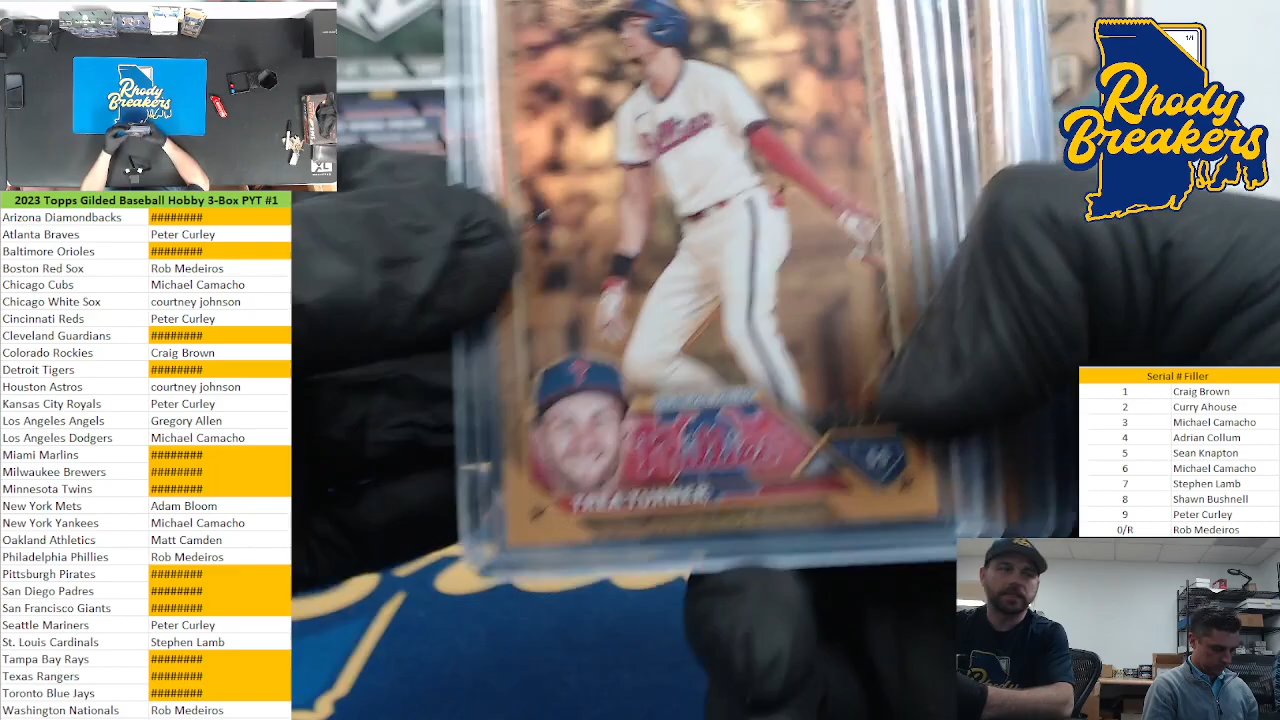 Rhody
Breakers
2023 Topps Gilded Baseball Hobby 3-Box PYT #1
Arizona Diamondbacks ########
Atlanta Braves Peter Curley
Baltimore Orioles ########
Boston Red Sox Rob Medeiros
Chicago Cubs Michael Camacho
Chicago White Sox courtney johnson
Cincinnati Reds Peter Curley
Cleveland Guardians ########
Colorado Rockies Craig Brown
Detroit Tigers ########
Houston Astros courtney johnson
Kansas City Royals Peter Curley
Los Angeles Angels Gregory Allen
Los Angeles Dodgers Michael Camacho
Miami Marlins ########
Milwaukee Brewers ########
Minnesota Twins ########
New York Mets Adam Bloom
New York Yankees Michael Camacho
Oakland Athletics Matt Camden
Philadelphia Phillies Rob Medeiros
Pittsburgh Pirates ########
San Diego Padres ########
San Francisco Giants ########
Seattle Mariners Peter Curley
St. Louis Cardinals Stephen Lamb
Tampa Bay Rays ########
Texas Rangers ########
Toronto Blue Jays ########
Washington Nationals Rob Medeiros
Phillies
TREA TURNER
1/1
Rhody
Breakers
Serial # Filler
1 Craig Brown
2 Curry Ahouse
3 Michael Camacho
4 Adrian Collum
5 Sean Knapton
6 Michael Camacho
7 Stephen Lamb
8 Shawn Bushnell
9 Peter Curley
0/R Rob Medeiros